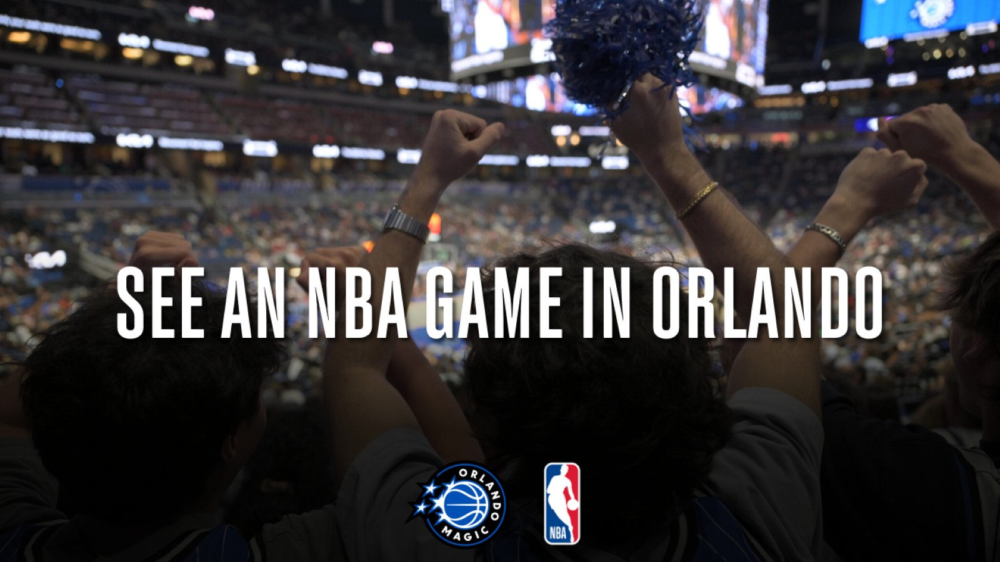 SEE AN NBA GAME IN ORLANDO
ORLANDO
MAGIC
NBA